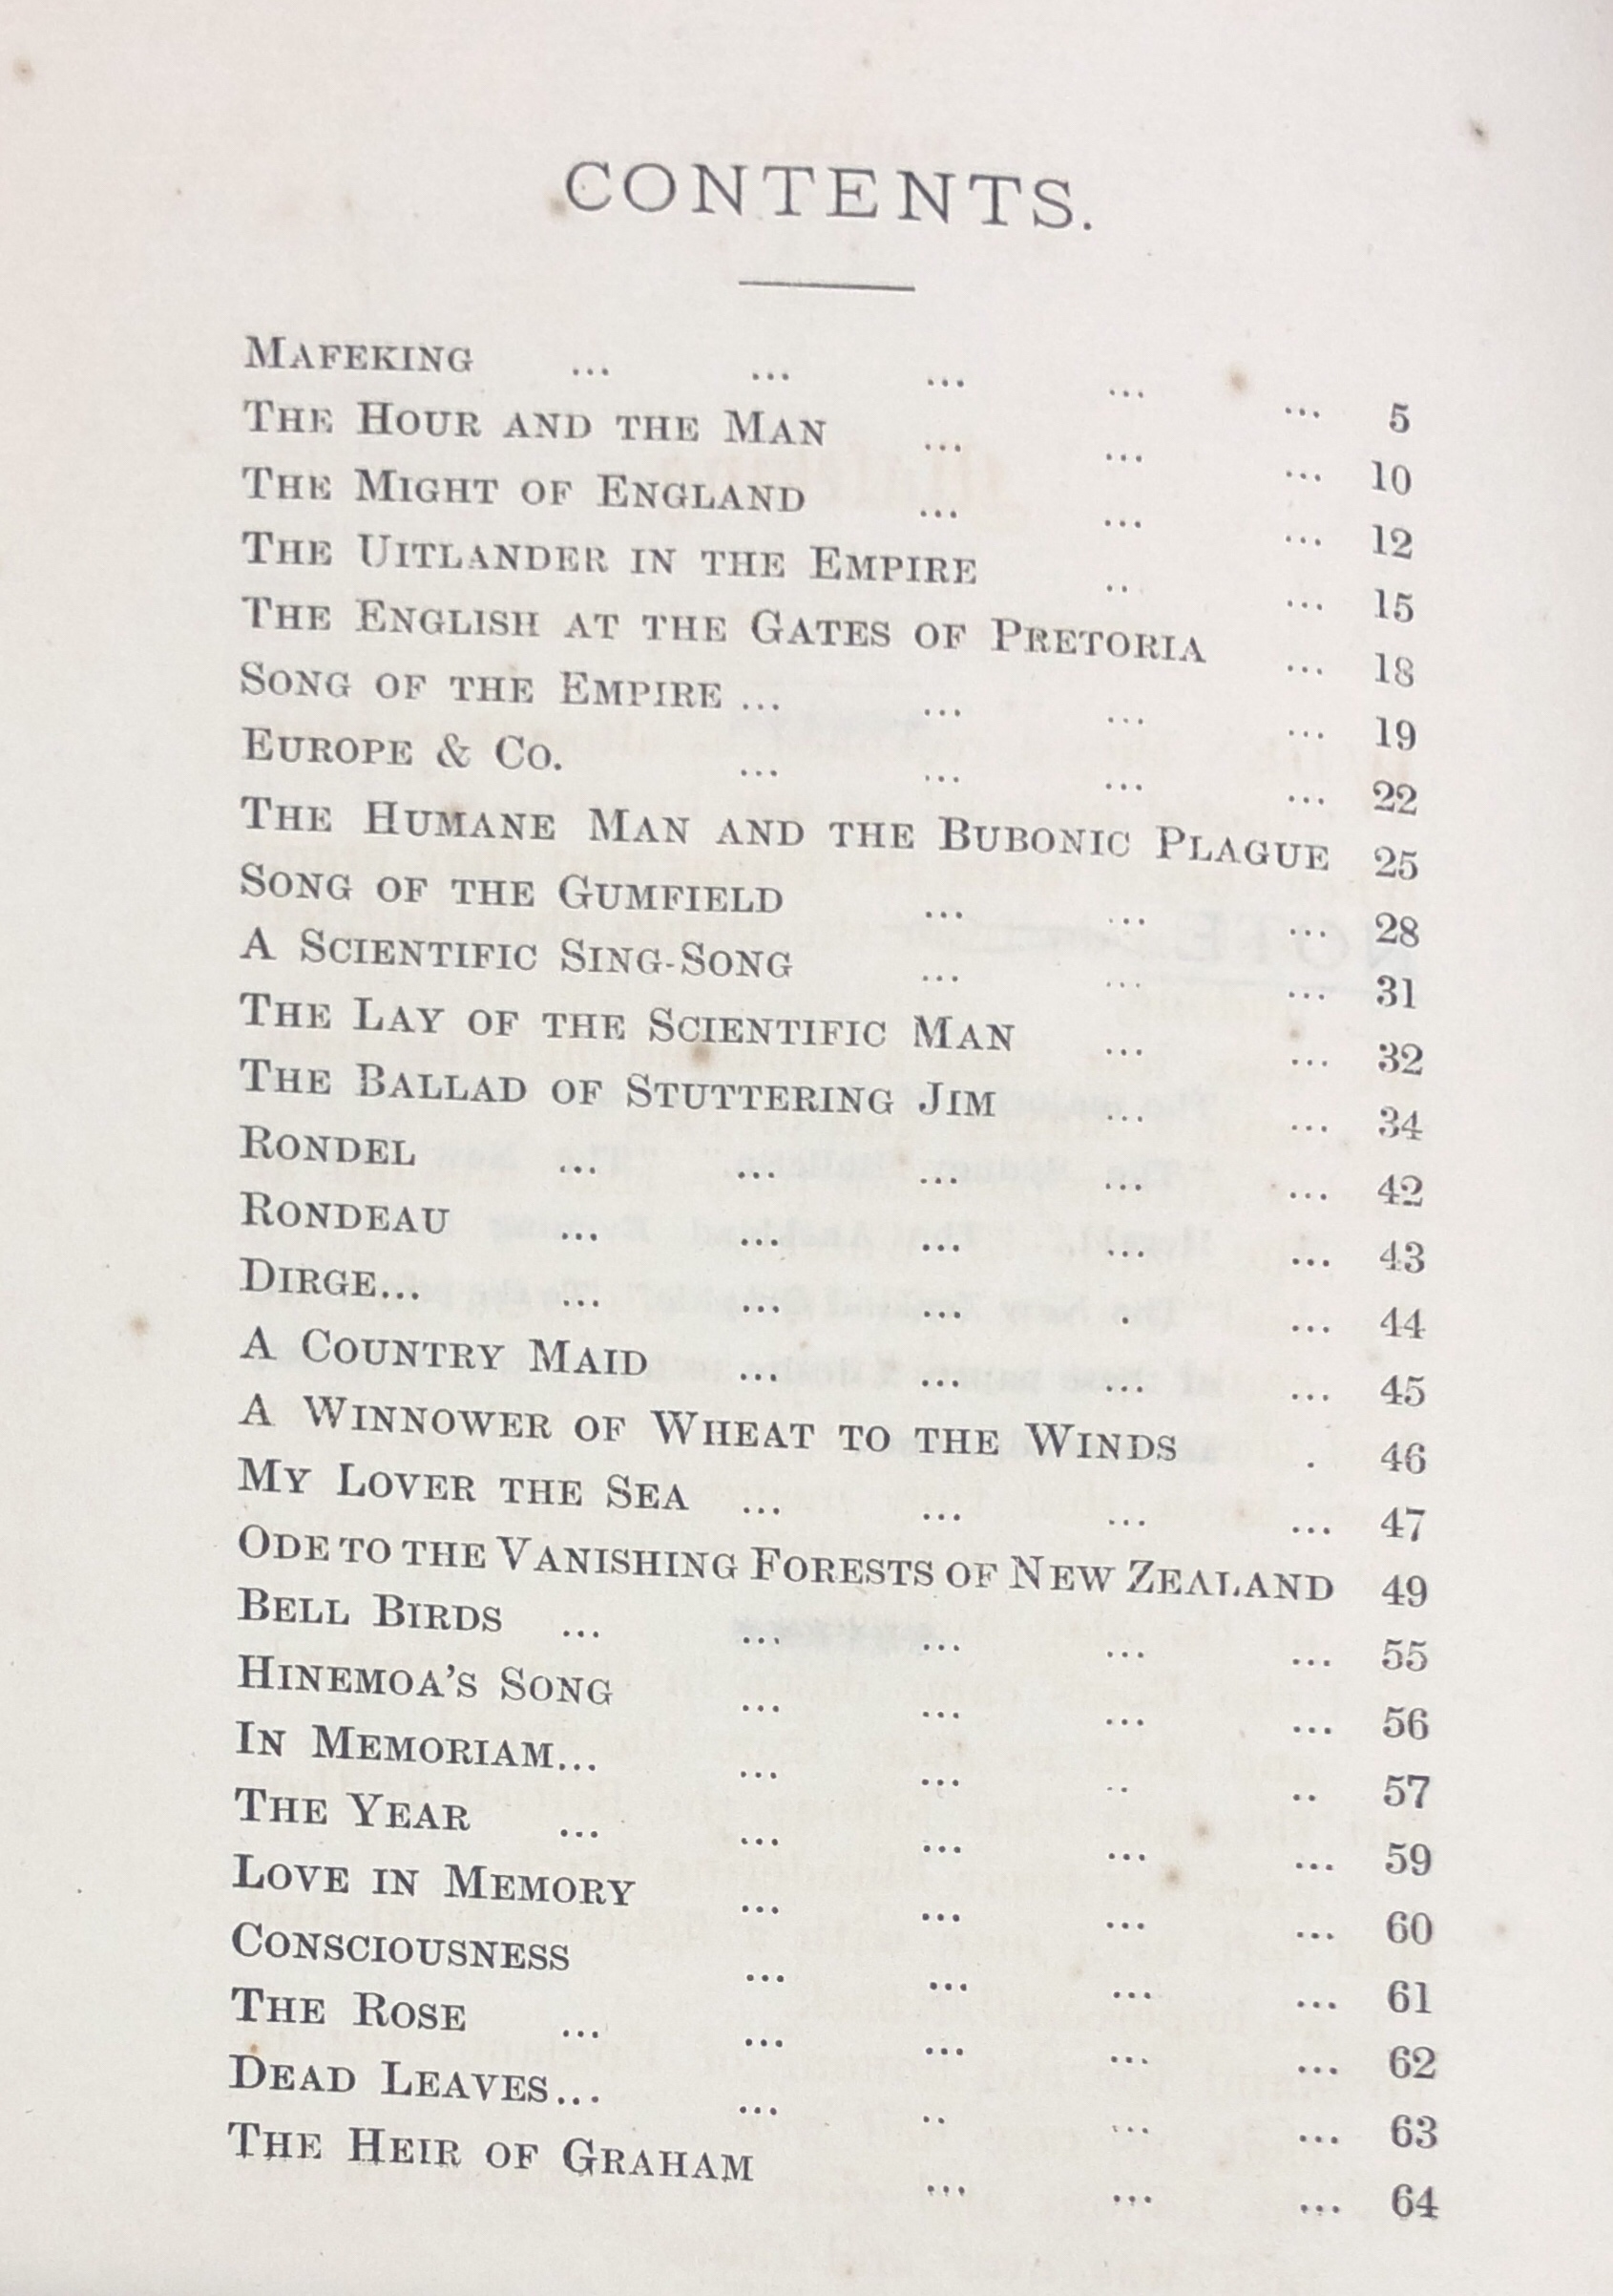 CONTENTS.
MAFEKING ... ... ... ... ... 5
THE HOUR AND THE MAN ... ... ... 10
THE MIGHT OF ENGLAND ... ... ... 12
THE UITLANDER IN THE EMPIRE .. ... 15
THE ENGLISH AT THE GATES OF PRETORIA ... 18
SONG OF THE EMPIRE ... ... ... ... 19
EUROPE & CO. ... ... ... ... 22
THE HUMANE MAN AND THE BUBONIC PLAGUE 25
SONG OF THE GUMFIELD ... ... ... 28
A SCIENTIFIC SING-SONG ... ... ... 31
THE LAY OF THE SCIENTIFIC MAN ... ... 32
THE BALLAD OF STUTTERING JIM ... ... 34
RONDEL ... ... ... ... ... 42
RONDEAU ... ... ... ... ... 43
DIRGE... ... ... ... . ... 44
A COUNTRY MAID ... ... ... ... 45
A WINNOWER OF WHEAT TO THE WINDS . 46
MY LOVER THE SEA ... ... ... ... 47
ODE TO THE VANISHING FORESTS OF NEW ZEALAND 49
BELL BIRDS ... ... ... ... ... 55
HINEMOA'S SONG ... ... ... ... 56
IN MEMORIAM... ... ... .. .. 57
THE YEAR ... ... ... ... ... 59
LOVE IN MEMORY ... ... ... ... 60
CONSCIOUSNESS ... ... ... ... 61
THE ROSE ... ... ... ... ... 62
DEAD LEAVES... ... .. ... ... 63
THE HEIR OF GRAHAM ... ... ... 64